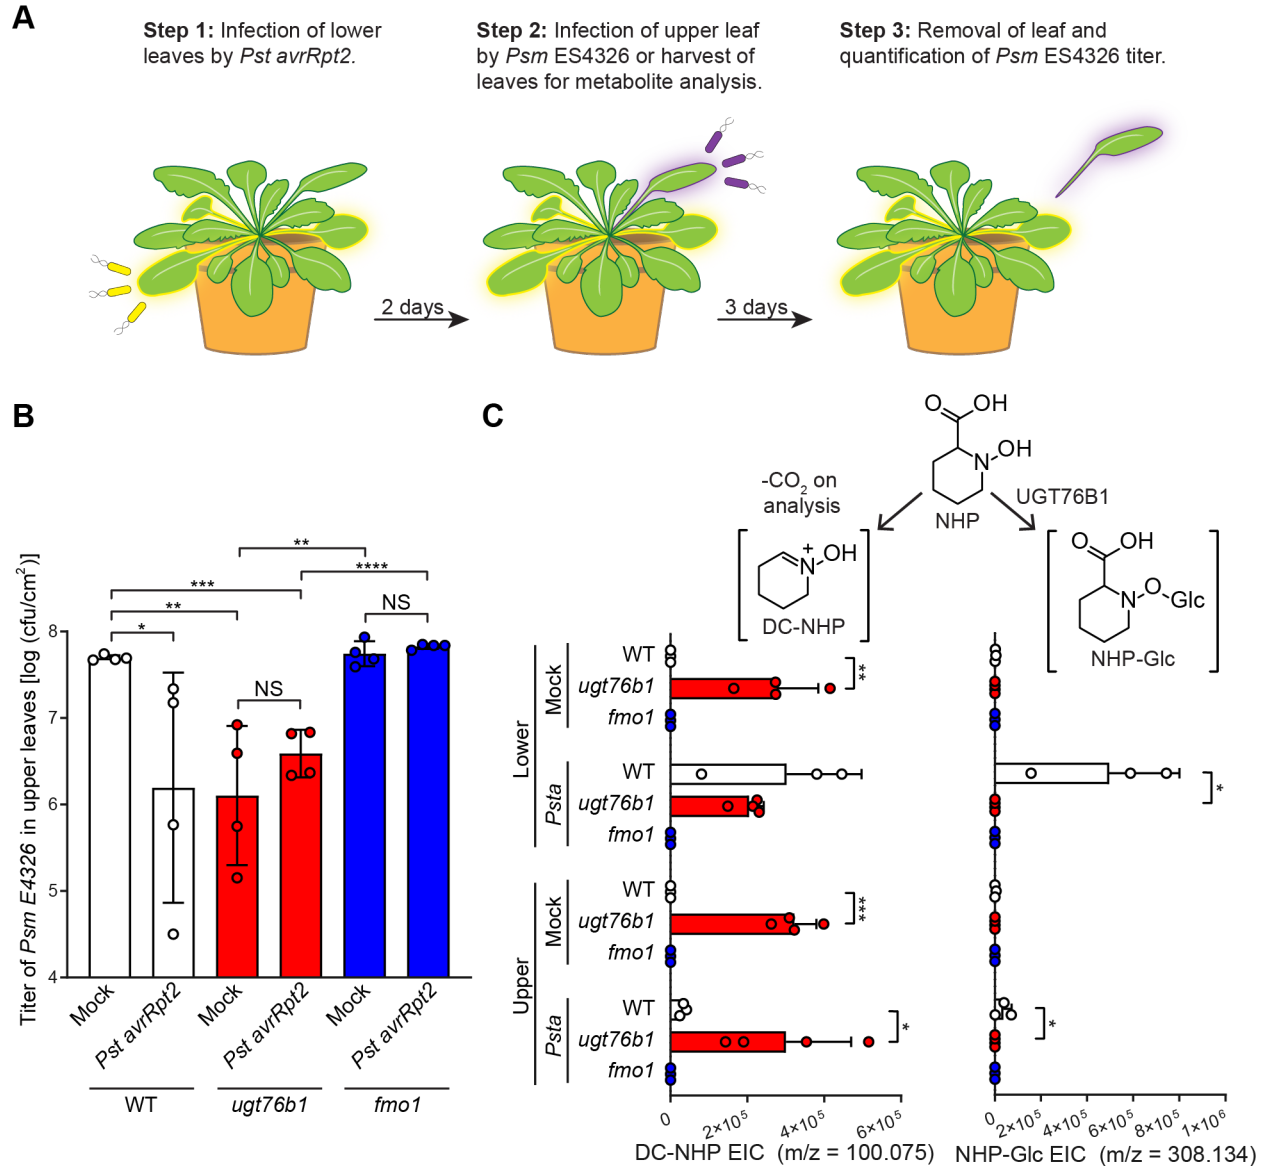 A
Step 1: Infection of lower
leaves by Pst avrRpt2.
Step 2: Infection of upper leaf
by Psm ES4326 or harvest of
leaves for metabolite analysis.
Step 3: Removal of leaf and
quantification of Psm ES4326 titer.
2 days
3 days
B
Titer of Psm E4326 in upper leaves [log (cfu/cm²)]
8
7
6
5
4
*
**
***
**
****
NS
NS
Mock
Pst avrRpt2
Mock
Pst avrRpt2
Mock
Pst avrRpt2
WT
ugt76b1
fmo1
C
O
OH
N
OH
NHP
-CO₂ on
analysis
UGT76B1
+
N
OH
DC-NHP
O
OH
N
O
Glc
NHP-Glc
Lower
Mock
WT
ugt76b1
fmo1
**
Psta
WT
ugt76b1
fmo1
*
Upper
Mock
WT
ugt76b1
fmo1
***
Psta
WT
ugt76b1
fmo1
*
*
0
2×10⁵
4×10⁵
6×10⁵
DC-NHP EIC (m/z = 100.075)
0
2×10⁵
4×10⁵
6×10⁵
8×10⁵
1×10⁶
NHP-Glc EIC (m/z = 308.134)